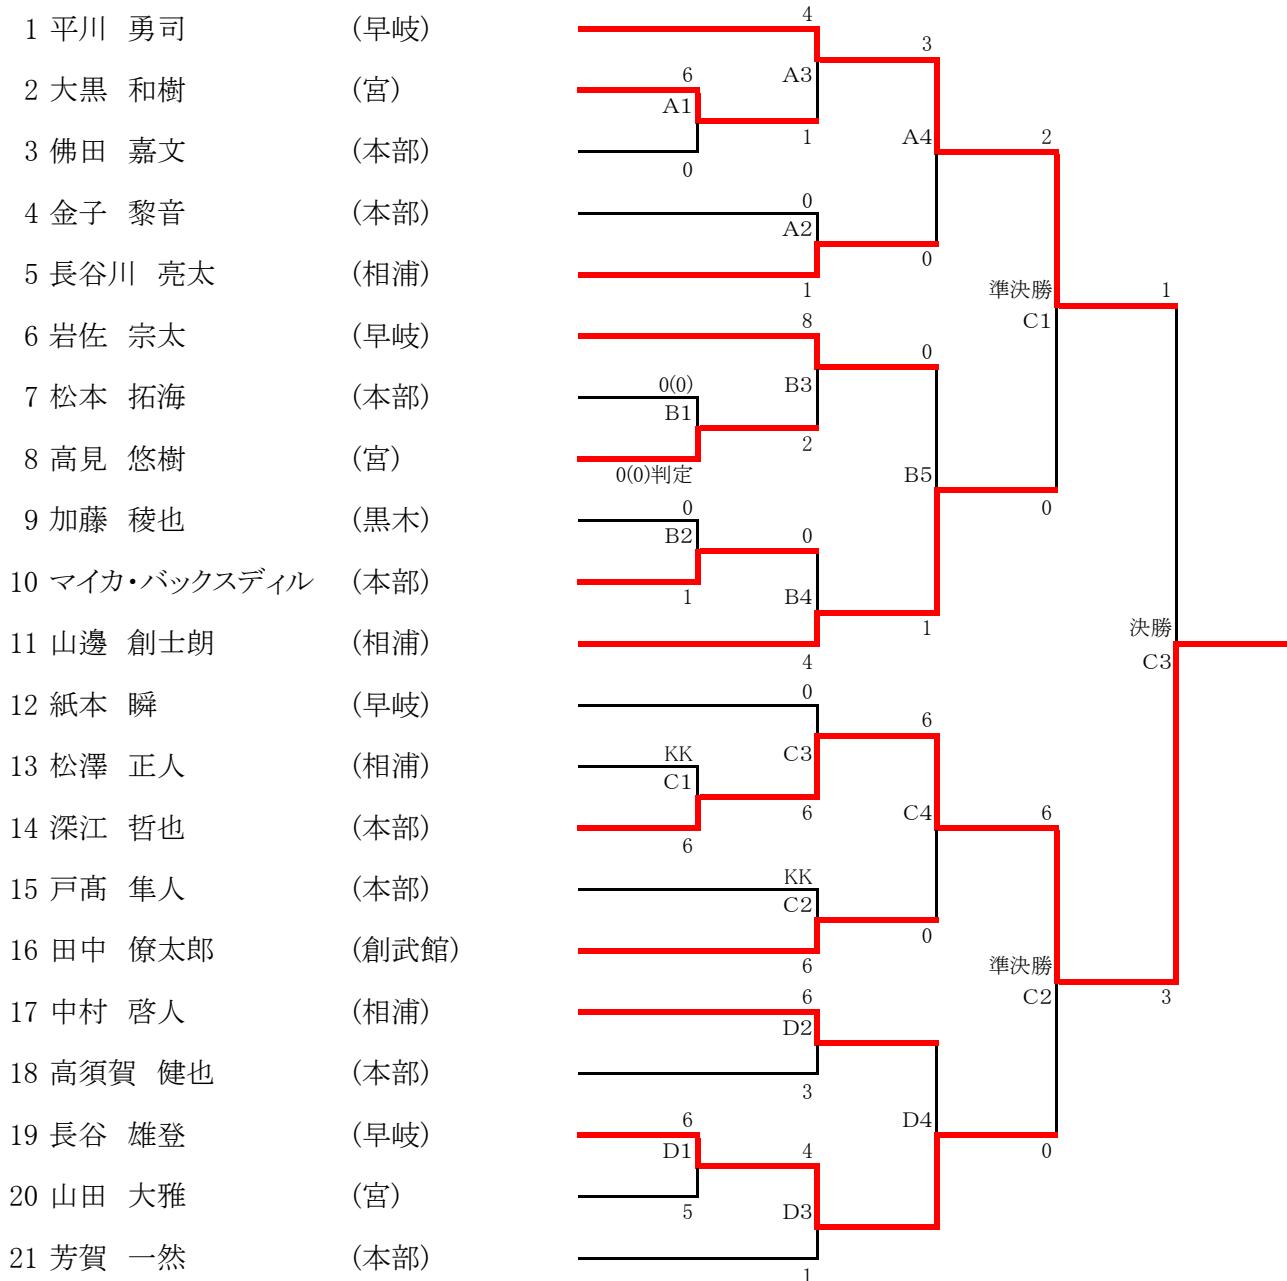 4
1 平川 勇司 (早岐)
3
6 A3
2 大黒 和樹 (宮)
A1
1 A4 2
3 佛田 嘉文 (本部)
0
0
4 金子 黎音 (本部)
A2
0
5 長谷川 亮太 (相浦)
1 準決勝 1
8 C1
6 岩佐 宗太 (早岐)
0
0(0) B3
7 松本 拓海 (本部)
B1
2
8 高見 悠樹 (宮)
0(0)判定 B5
0 0
9 加藤 稜也 (黒木)
B2 0
10 マイカ・バックスディル (本部)
1 B4
1 決勝
11 山邊 創士朗 (相浦)
4 C3
0
12 紙本 瞬 (早岐)
6
KK C3
13 松澤 正人 (相浦)
C1
6 C4 6
14 深江 哲也 (本部)
6
KK
15 戸髙 隼人 (本部)
C2
0
16 田中 僚太郎 (創武館)
6 準決勝
6 C2 3
17 中村 啓人 (相浦)
D2
18 高須賀 健也 (本部)
3
6 D4
19 長谷 雄登 (早岐)
D1 4 0
20 山田 大雅 (宮)
5 D3
21 芳賀 一然 (本部)
1